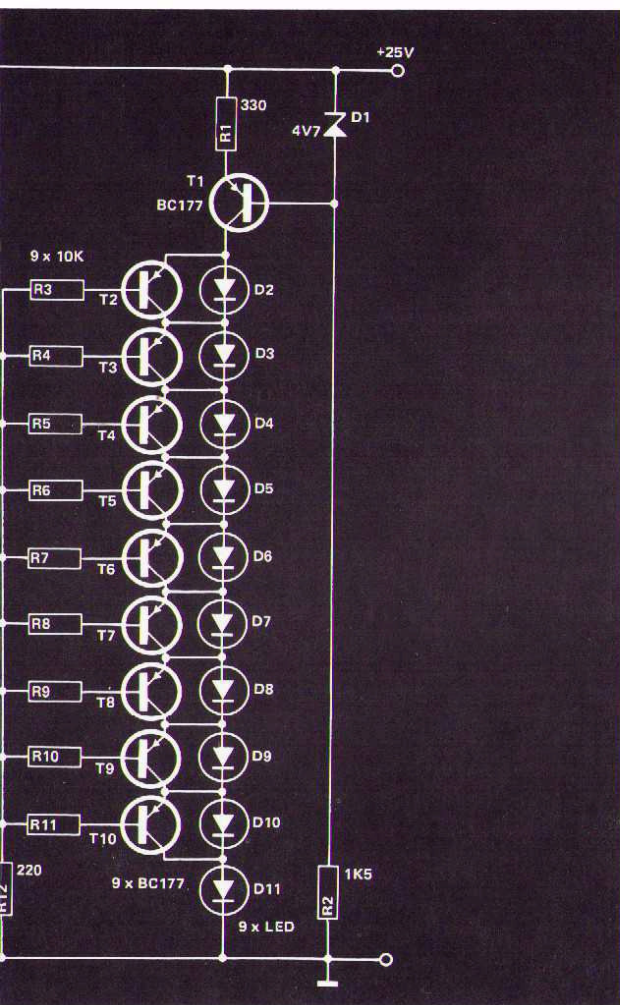 +25V
330
R1
D1
4V7
T1
BC177
9 x 10K
R3
T2
D2
R4
T3
D3
R5
T4
D4
R6
T5
D5
R7
T6
D6
R8
T7
D7
R9
T8
D8
R10
T9
D9
R11
T10
D10
220
R12
9 x BC177
D11
1K5
R2
9 x LED